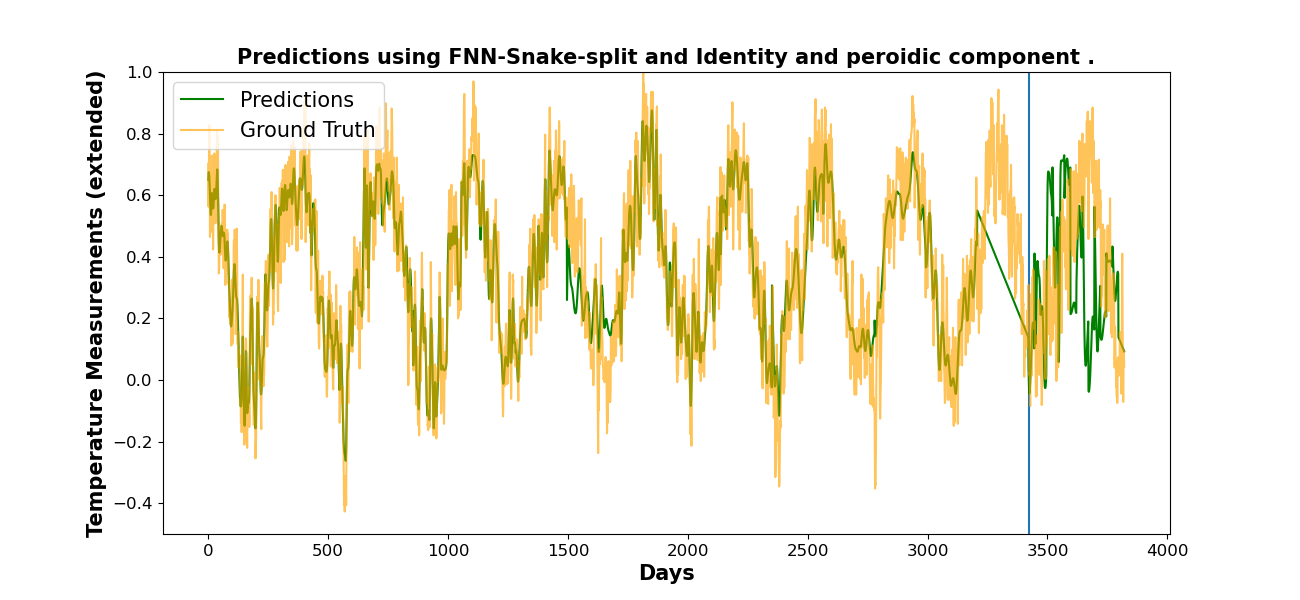 Predictions using FNN-Snake-split and Identity and peroidic component .
Temperature Measurements (extended)
1.0
0.8
0.6
0.4
0.2
0.0
−0.2
−0.4
Predictions
Ground Truth
0 500 1000 1500 2000 2500 3000 3500 4000
Days